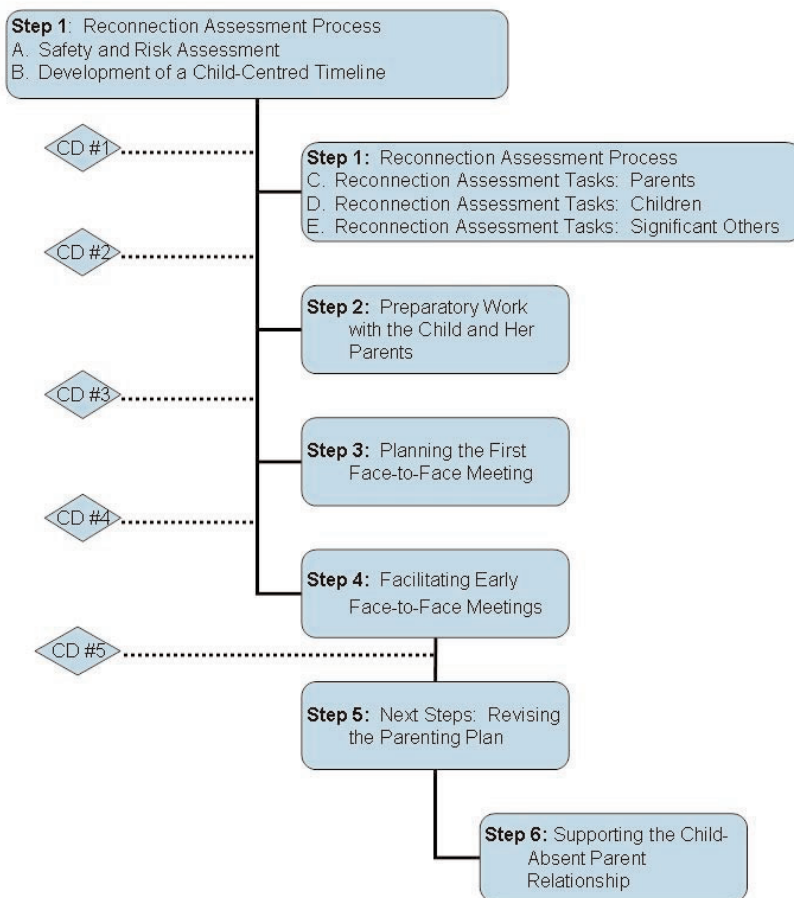 Step 1: Reconnection Assessment Process
A. Safety and Risk Assessment
B. Development of a Child-Centred Timeline
CD #1
Step 1: Reconnection Assessment Process
C. Reconnection Assessment Tasks: Parents
D. Reconnection Assessment Tasks: Children
E. Reconnection Assessment Tasks: Significant Others
CD #2
Step 2: Preparatory Work
with the Child and Her
Parents
CD #3
Step 3: Planning the First
Face-to-Face Meeting
CD #4
Step 4: Facilitating Early
Face-to-Face Meetings
CD #5
Step 5: Next Steps: Revising
the Parenting Plan
Step 6: Supporting the Child-
Absent Parent
Relationship